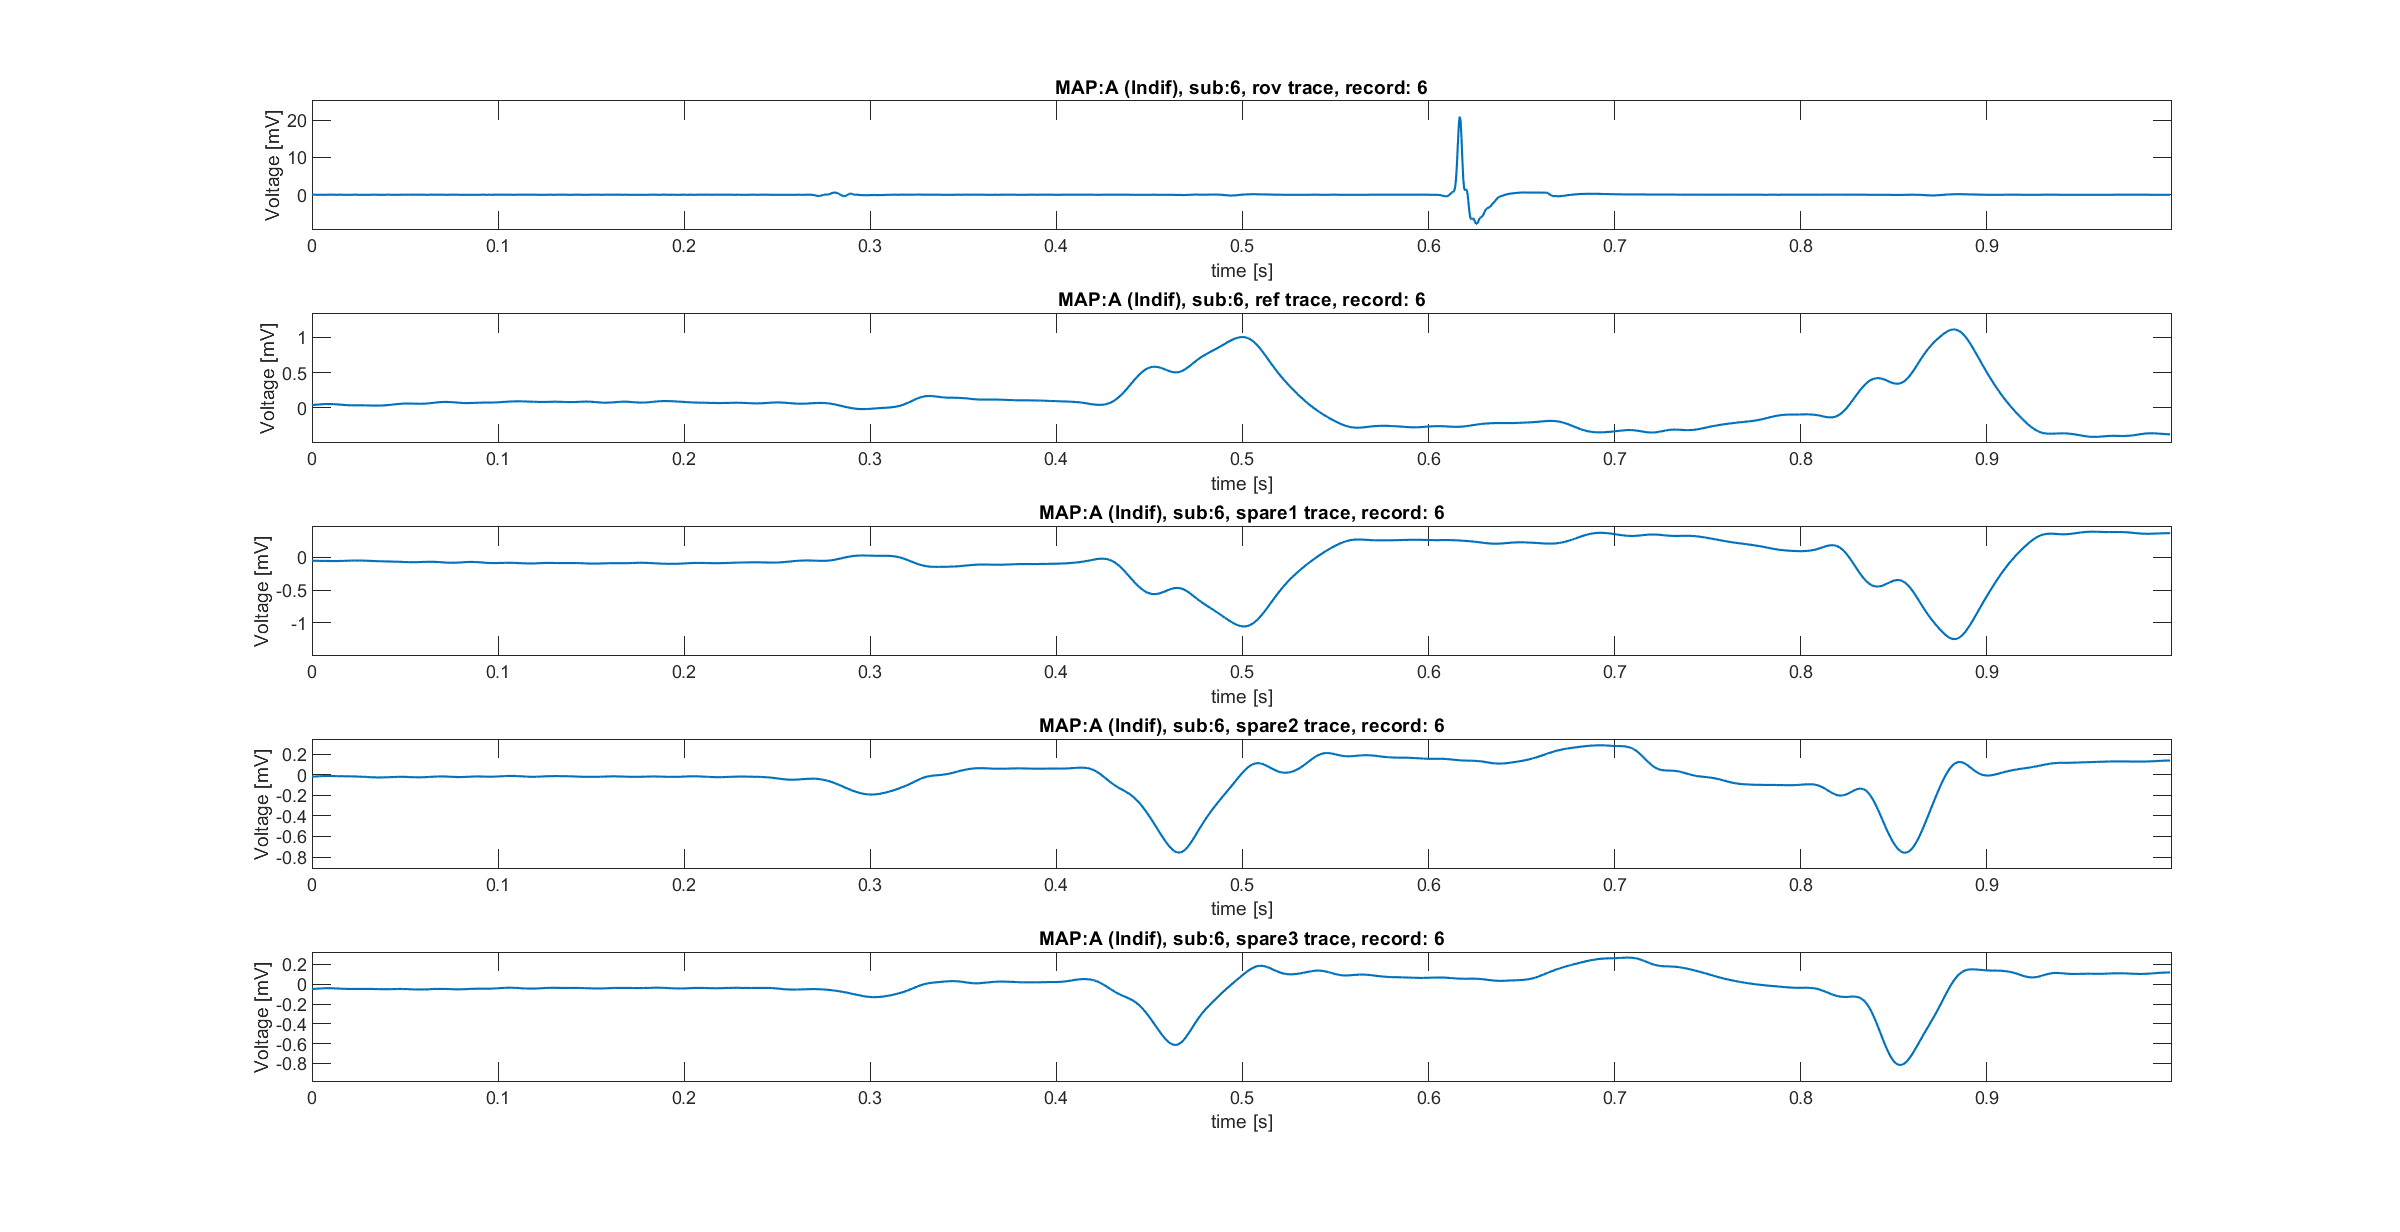 MAP:A (Indif), sub:6, rov trace, record: 6
Voltage [mV]
20
10
0
0 0.1 0.2 0.3 0.4 0.5 0.6 0.7 0.8 0.9
time [s]
MAP:A (Indif), sub:6, ref trace, record: 6
Voltage [mV]
1
0.5
0
0 0.1 0.2 0.3 0.4 0.5 0.6 0.7 0.8 0.9
time [s]
MAP:A (Indif), sub:6, spare1 trace, record: 6
Voltage [mV]
0
-0.5
-1
0 0.1 0.2 0.3 0.4 0.5 0.6 0.7 0.8 0.9
time [s]
MAP:A (Indif), sub:6, spare2 trace, record: 6
Voltage [mV]
0.2
0
-0.2
-0.4
-0.6
-0.8
0 0.1 0.2 0.3 0.4 0.5 0.6 0.7 0.8 0.9
time [s]
MAP:A (Indif), sub:6, spare3 trace, record: 6
Voltage [mV]
0.2
0
-0.2
-0.4
-0.6
-0.8
0 0.1 0.2 0.3 0.4 0.5 0.6 0.7 0.8 0.9
time [s]